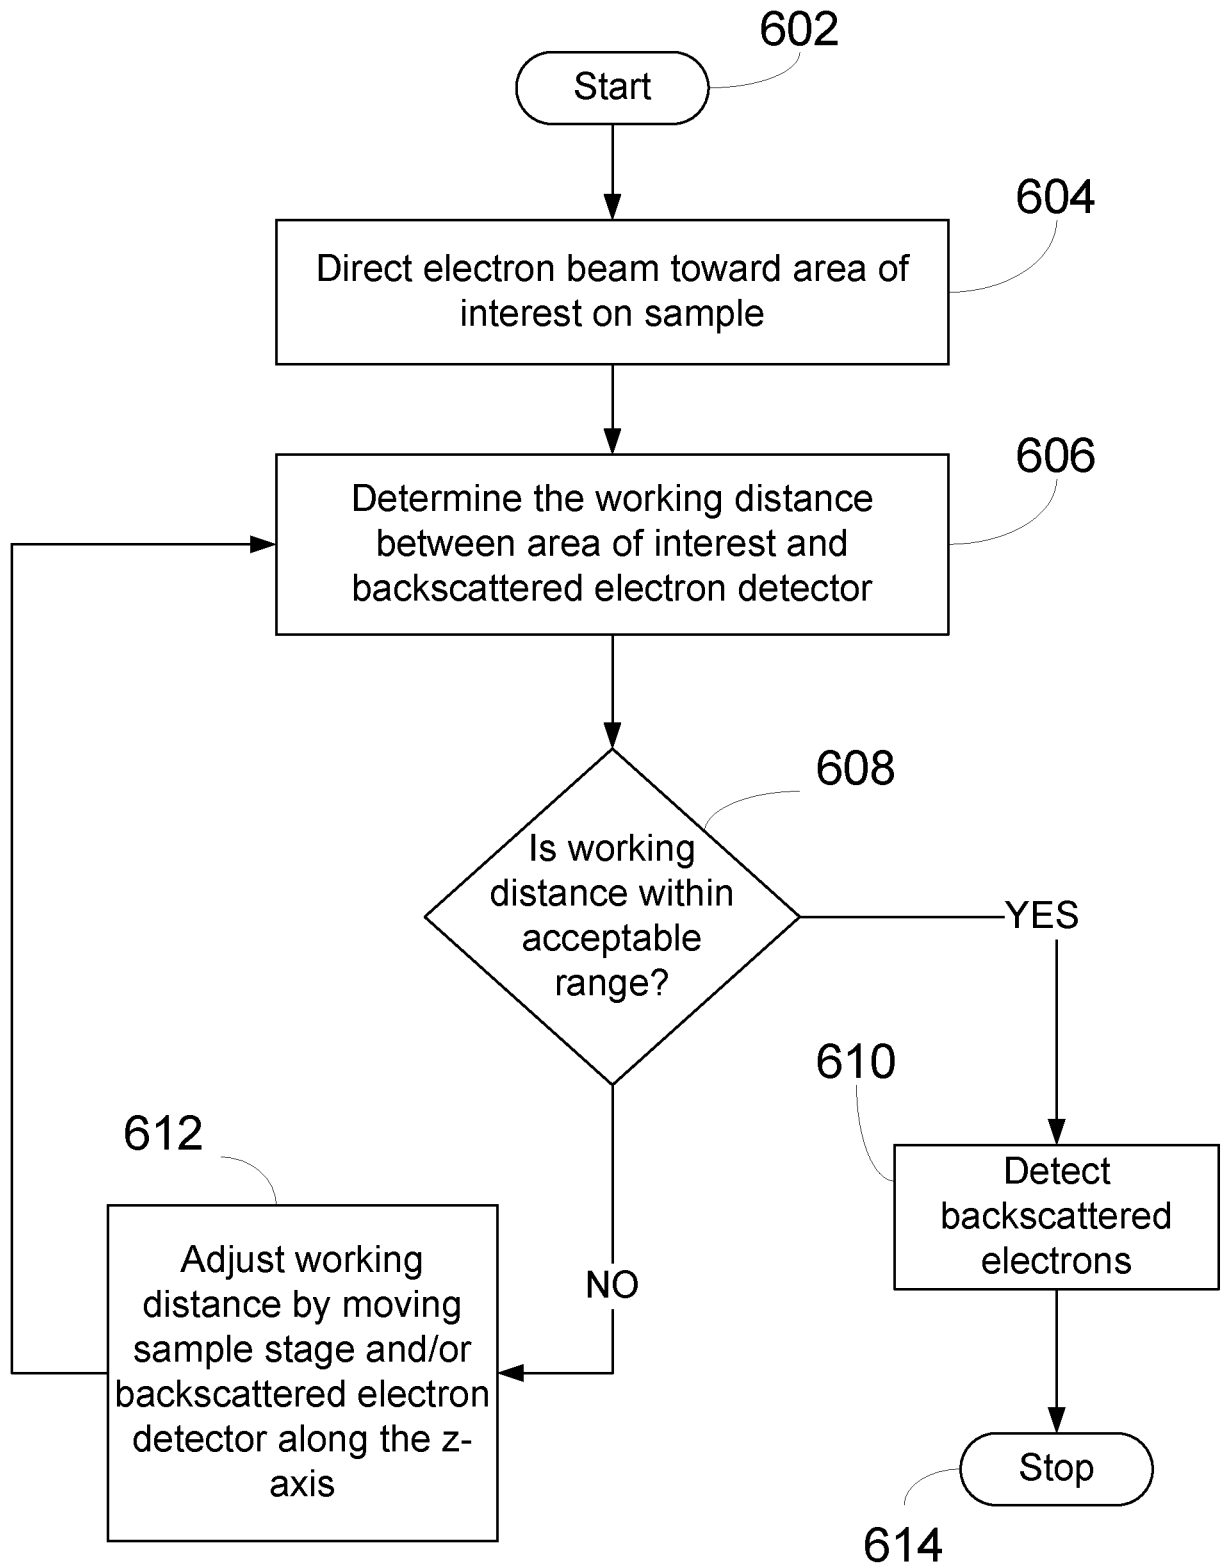 602
Start
604
Direct electron beam toward area of
interest on sample
606
Determine the working distance
between area of interest and
backscattered electron detector
608
Is working
distance within
acceptable
range?
YES
610
Detect
backscattered
electrons
612
Adjust working
distance by moving
sample stage and/or
backscattered electron
detector along the z-
axis
NO
Stop
614